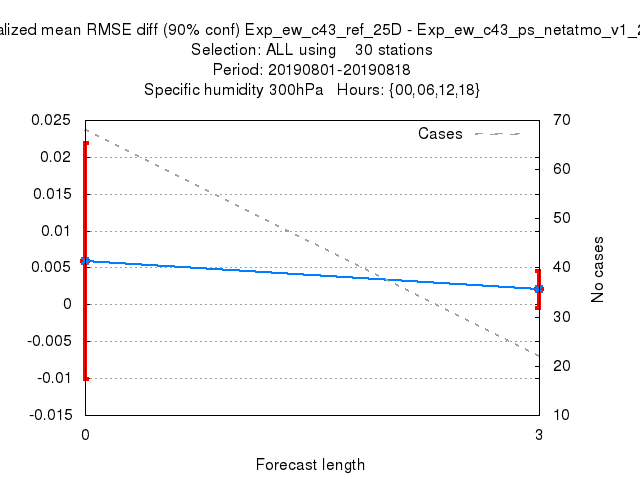 alized mean RMSE diff (90% conf) Exp_ew_c43_ref_25D - Exp_ew_c43_ps_netatmo_v1_2
Selection: ALL using 30 stations
Period: 20190801-20190818
Specific humidity 300hPa Hours: {00,06,12,18}
0.025
0.02
0.015
0.01
0.005
0
-0.005
-0.01
-0.015
Cases
70
60
50
40
30
20
10
No cases
0
3
Forecast length